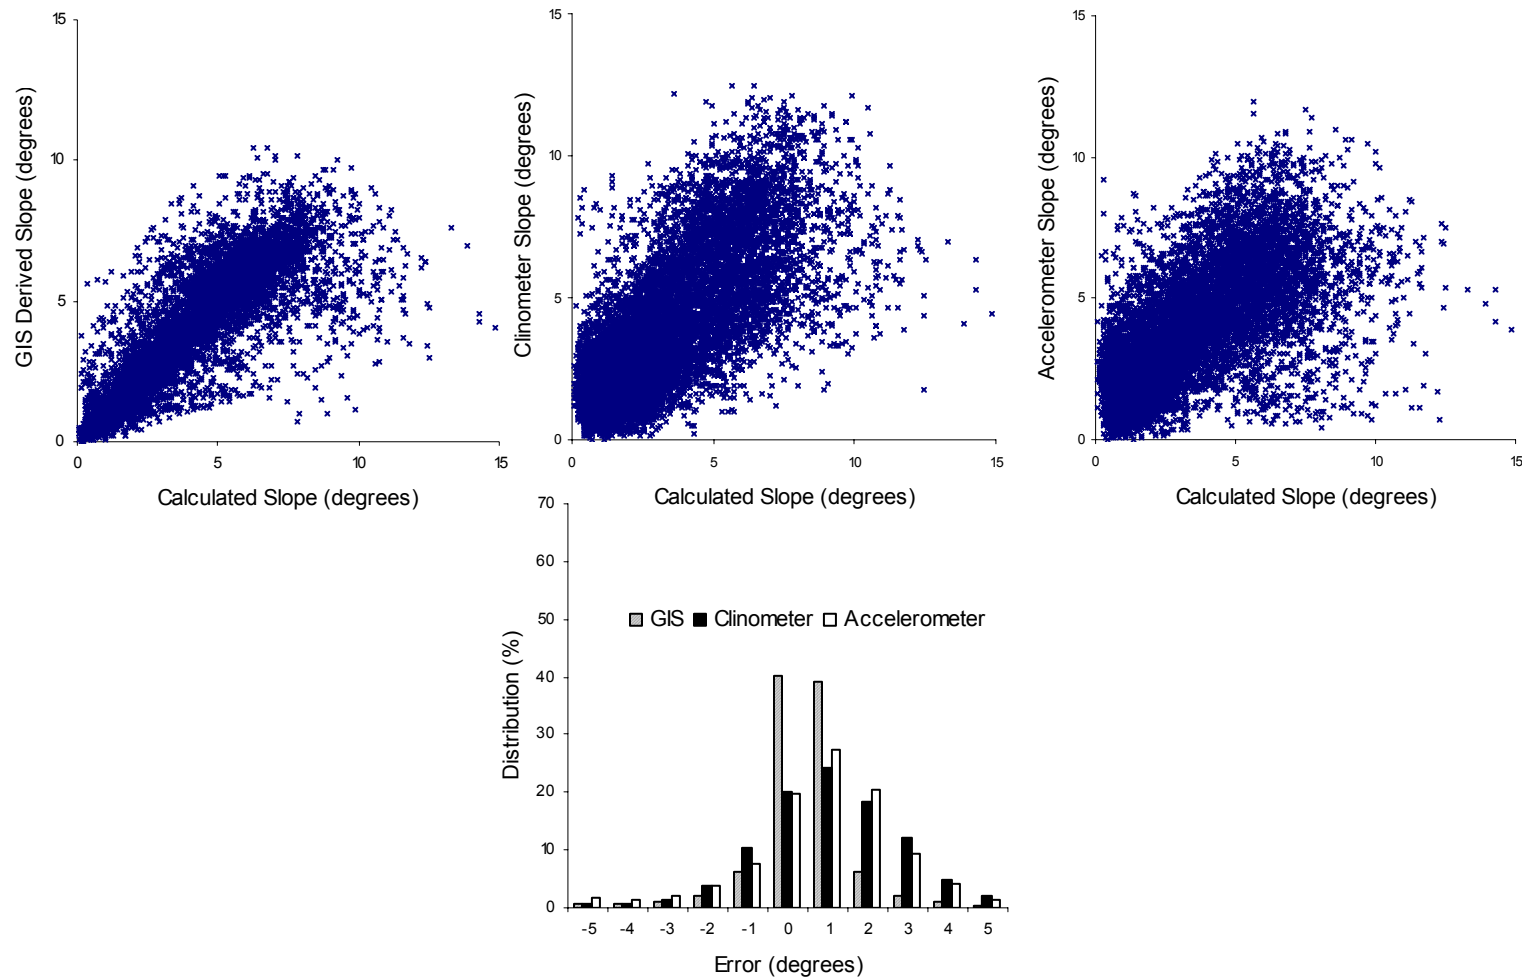 15
10
5
0
GIS Derived Slope (degrees)
0 5 10 15
Calculated Slope (degrees)
15
10
5
0
Clinometer Slope (degrees)
0 5 10 15
Calculated Slope (degrees)
15
10
5
0
Accelerometer Slope (degrees)
0 5 10 15
Calculated Slope (degrees)
70
60
50
40
30
20
10
0
Distribution (%)
GIS Clinometer Accelerometer
-5 -4 -3 -2 -1 0 1 2 3 4 5
Error (degrees)